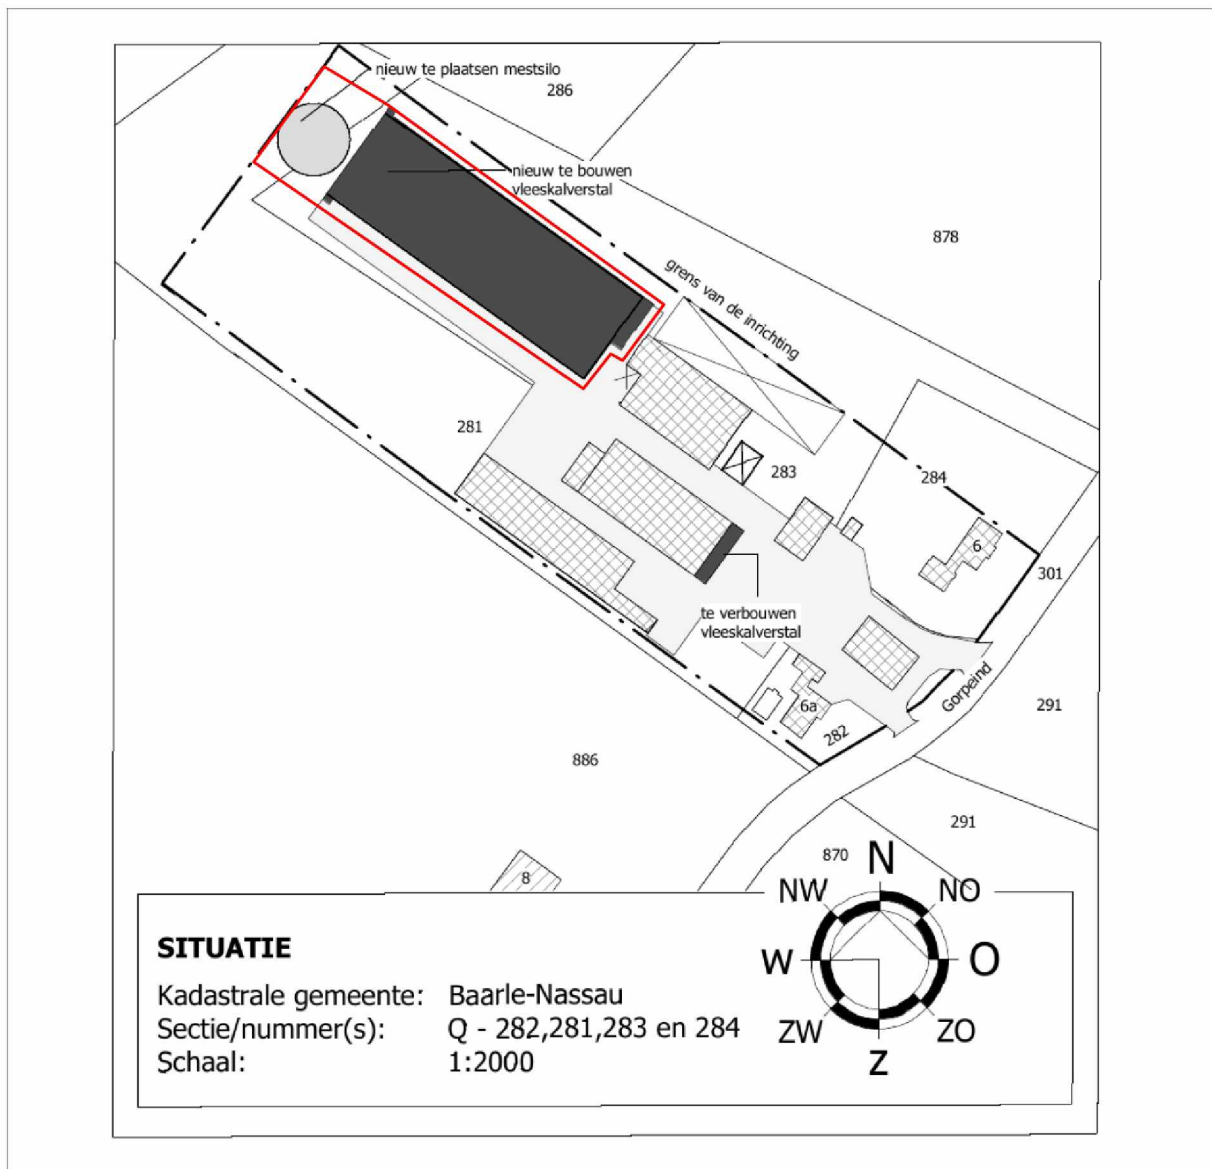 nieuw te plaatsen mestsilo
286
nieuw te bouwen
vleeskalverstal
878
grens van de inrichting
281
283
284
6
301
te verbouwen
vleeskalverstal
Gorpeind
6a
282
291
886
291
870
8
N
NW
NO
W
O
ZW
ZO
Z
SITUATIE
Kadastrale gemeente: Baarle-Nassau
Sectie/nummer(s): Q - 282,281,283 en 284
Schaal: 1:2000